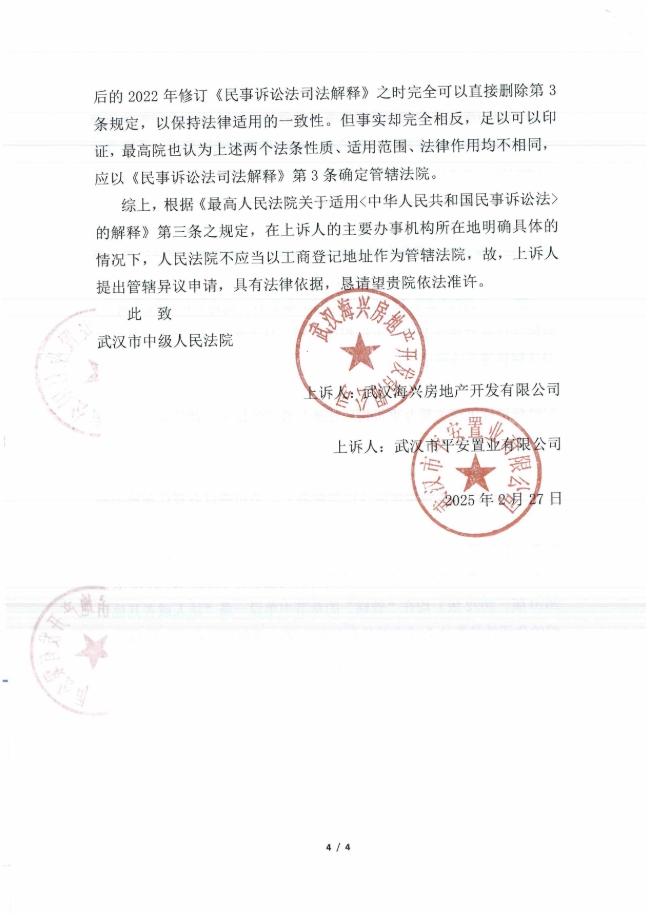 后的 2022 年修订《民事诉讼法司法解释》之时完全可以直接删除第 3
条规定，以保持法律适用的一致性。但事实却完全相反，足以可以印
证，最高院也认为上述两个法条性质、适用范围、法律作用均不相同，
应以《民事诉讼法司法解释》第 3 条确定管辖法院。
综上，根据《最高人民法院关于适用<中华人民共和国民事诉讼法>
的解释》第三条之规定，在上诉人的主要办事机构所在地明确具体的
情况下，人民法院不应当以工商登记地址作为管辖法院，故，上诉人
提出管辖异议申请，具有法律依据，恳请望贵院依法准许。
此 致
武汉市中级人民法院
武汉海兴房地产开发有限公司
上诉人：武汉海兴房地产开发有限公司
武汉市平安置业有限公司
上诉人：武汉市平安置业有限公司
2025 年 2 月 27 日
4 / 4